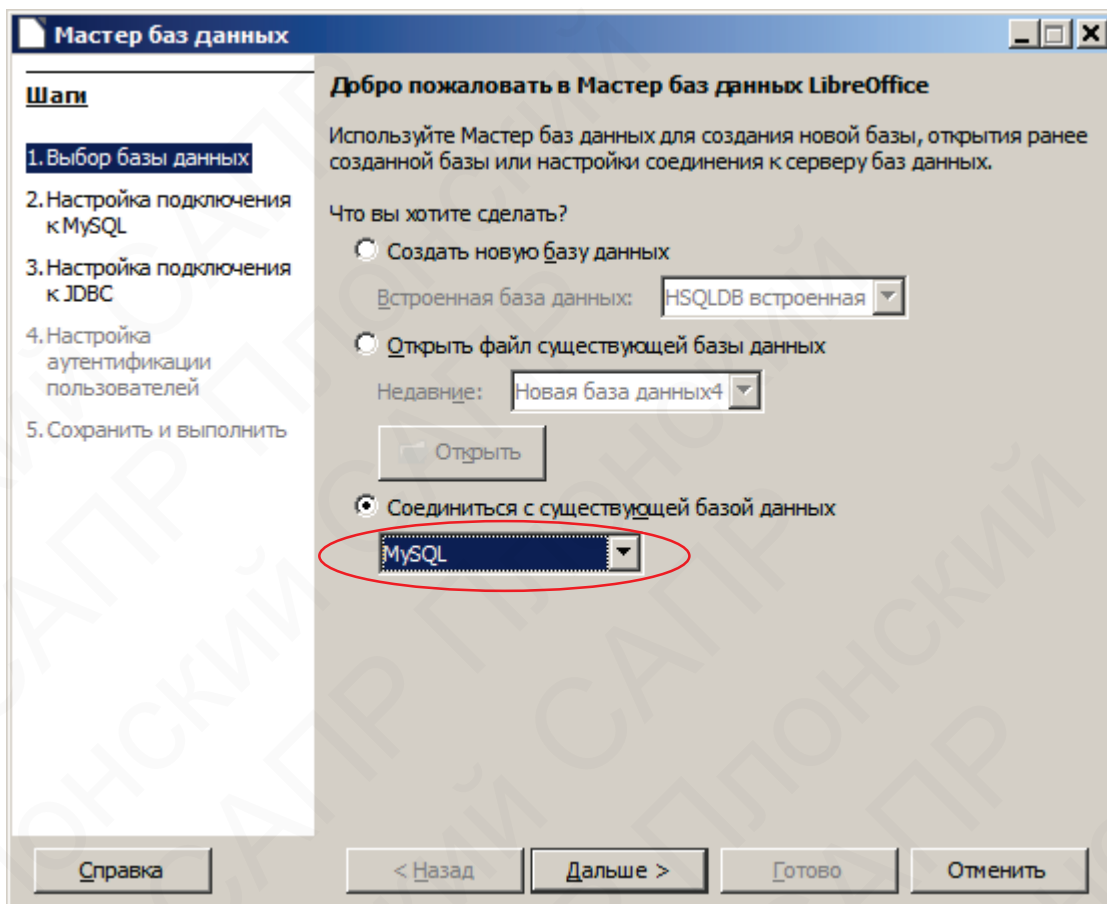 Мастер баз данных
Шаги
1. Выбор базы данных
2. Настройка подключения
к MySQL
3. Настройка подключения
к JDBC
4. Настройка
аутентификации
пользователей
5. Сохранить и выполнить
Добро пожаловать в Мастер баз данных LibreOffice
Используйте Мастер баз данных для создания новой базы, открытия ранее
созданной базы или настройки соединения к серверу баз данных.
Что вы хотите сделать?
Создать новую базу данных
Встроенная база данных: HSQLDB встроенная
Открыть файл существующей базы данных
Недавние: Новая база данных4
Открыть
Соединиться с существующей базой данных
MySQL
Справка
< Назад
Дальше >
Готово
Отменить
САПР ПЛОНСКИЙ